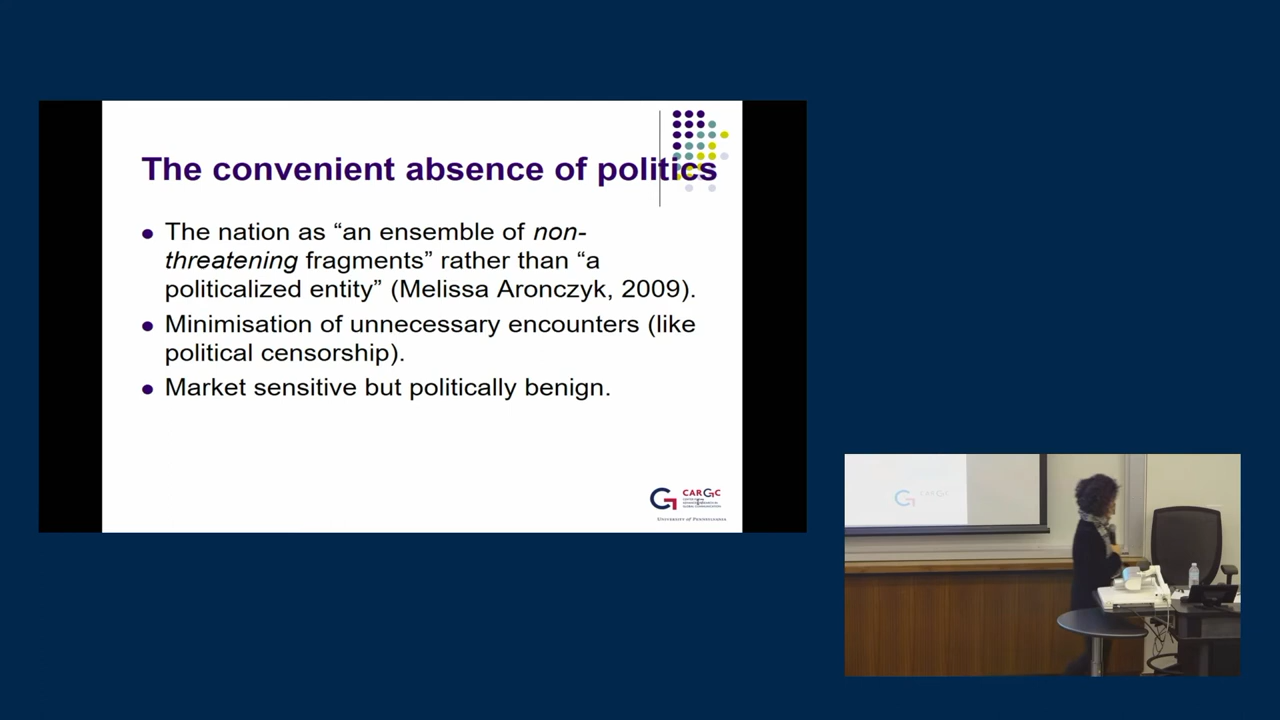 The convenient absence of politics
● The nation as “an ensemble of non-
threatening fragments” rather than “a
politicalized entity” (Melissa Aronczyk, 2009).
● Minimisation of unnecessary encounters (like
political censorship).
● Market sensitive but politically benign.
CARGC
UNIVERSITY of PENNSYLVANIA
CARGC